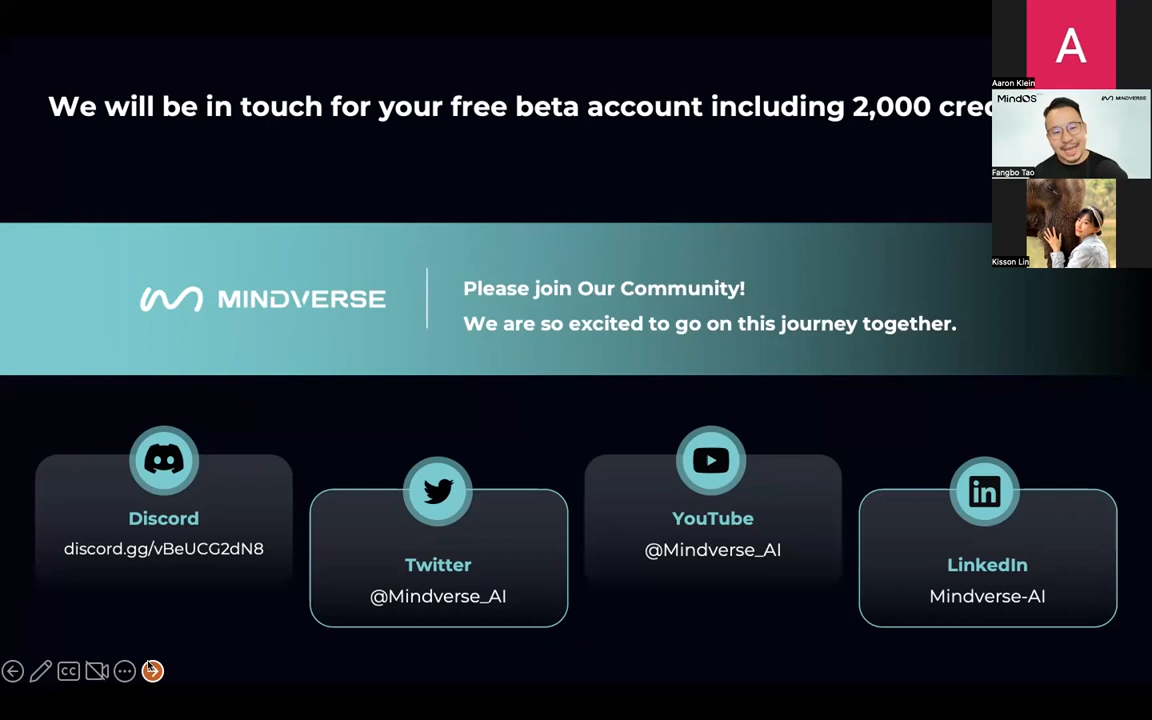 We will be in touch for your free beta account including 2,000
A
Aaron Klein
MindOS
MINDVERSE
Fangbo Tao
Kisson Lin
MINDVERSE
Please join Our Community!
We are so excited to go on this journey together.
Discord
discord.gg/vBeUCG2dN8
Twitter
@Mindverse_AI
YouTube
@Mindverse_AI
LinkedIn
Mindverse-AI
in
CC